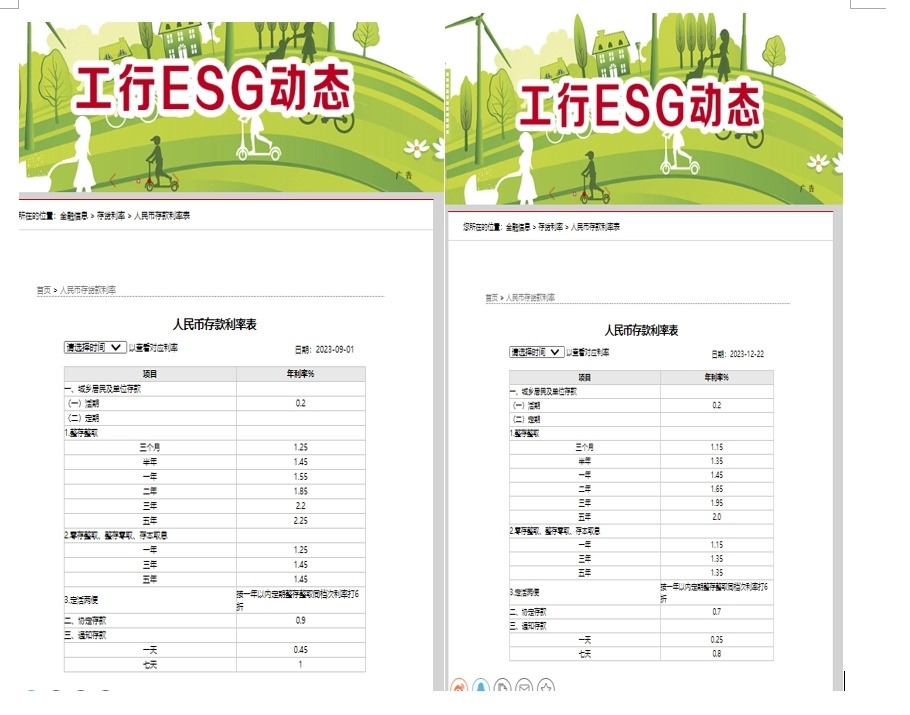 工行ESG动态
广告
所在的位置：金融信息 > 存贷利率 > 人民币存款利率表
首页 > 人民币存贷款利率
人民币存款利率表
请选择时间 以查看对应利率 日期：2023-09-01
项目 年利率%
一、城乡居民及单位存款
（一）活期 0.2
（二）定期
1.整存整取
三个月 1.25
半年 1.45
一年 1.55
二年 1.85
三年 2.2
五年 2.25
2.零存整取、整存零取、存本取息
一年 1.25
三年 1.45
五年 1.45
3.定活两便 按一年以内定期整存整取同档次利率打6
折
二、协定存款 0.9
三、通知存款
一天 0.45
七天 1
工行ESG动态
广告
您所在的位置：金融信息 > 存贷利率 > 人民币存款利率表
首页 > 人民币存贷款利率
人民币存款利率表
请选择时间 以查看对应利率 日期：2023-12-22
项目 年利率%
一、城乡居民及单位存款
（一）活期 0.2
（二）定期
1.整存整取
三个月 1.15
半年 1.35
一年 1.45
二年 1.65
三年 1.95
五年 2.0
2.零存整取、整存零取、存本取息
一年 1.15
三年 1.35
五年 1.35
3.定活两便 按一年以内定期整存整取同档次利率打6
折
二、协定存款 0.7
三、通知存款
一天 0.25
七天 0.8